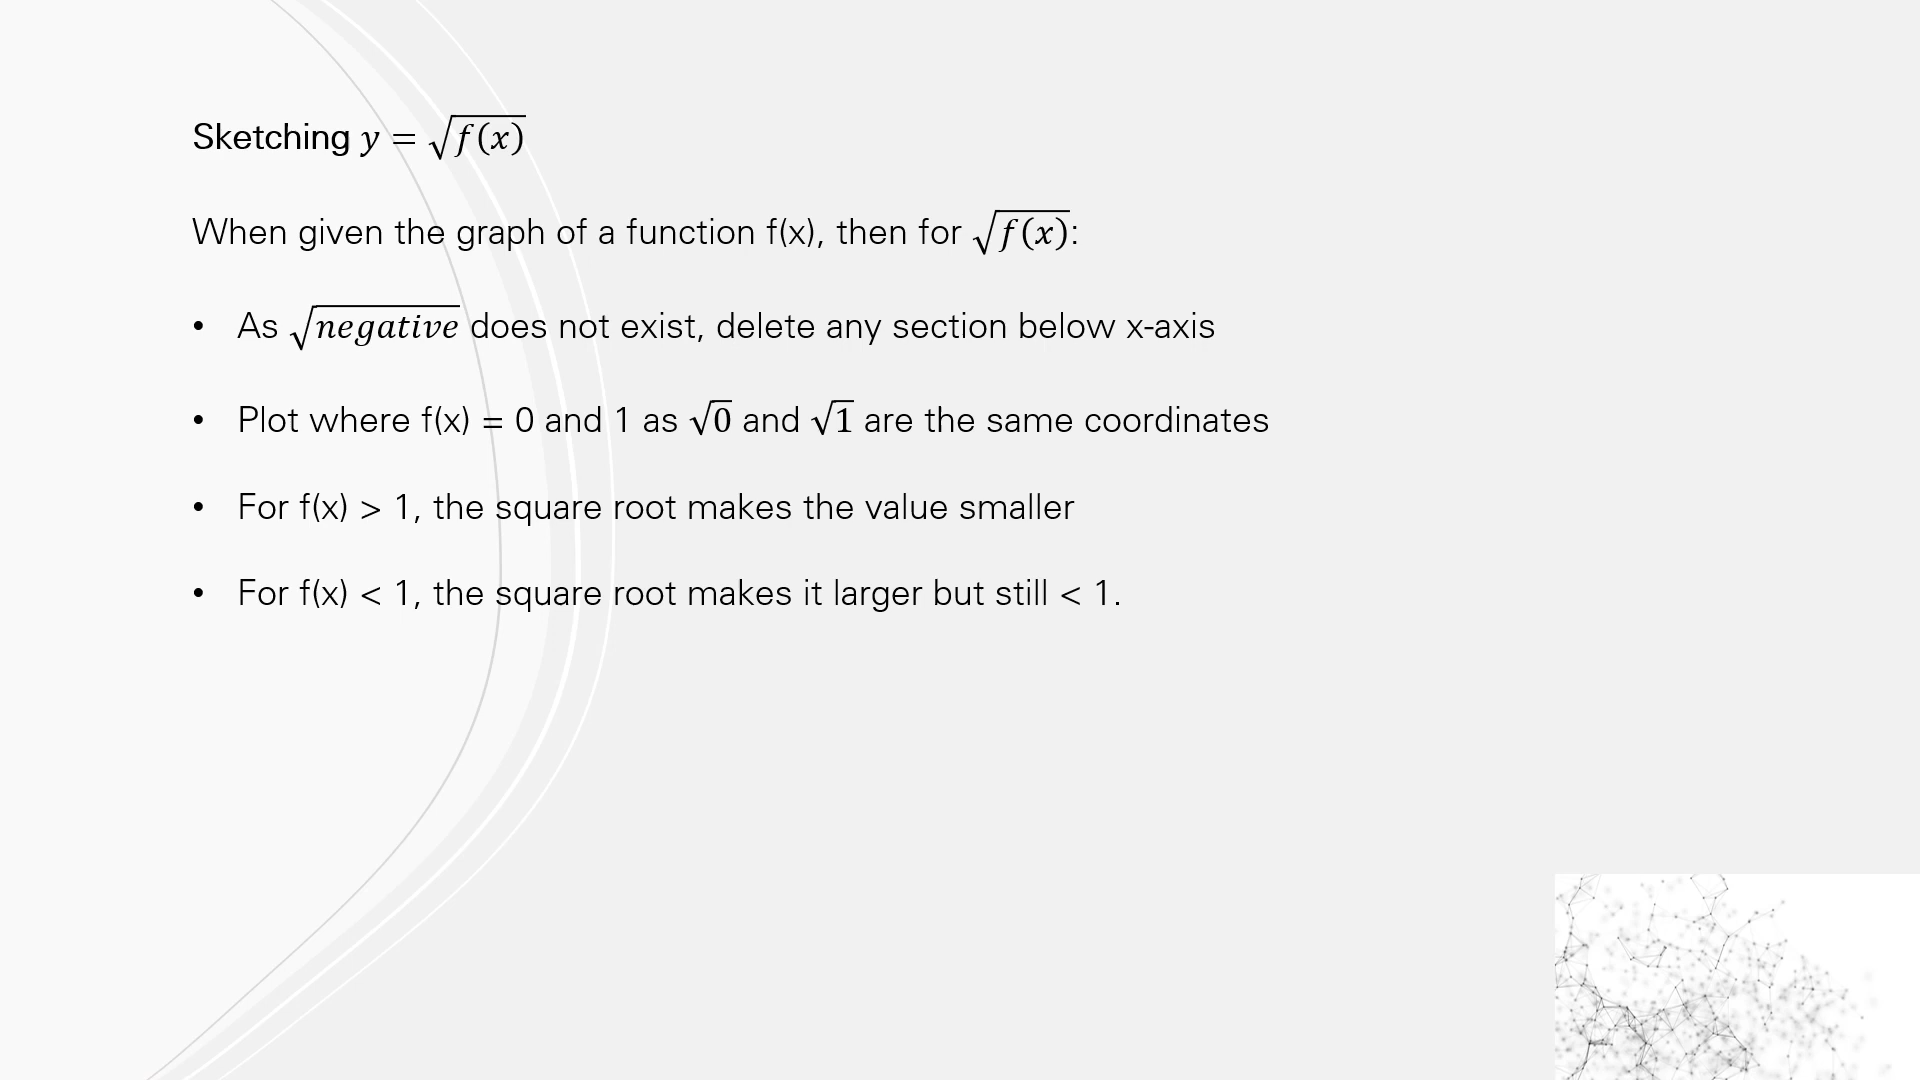 Sketching y = √f(x)
When given the graph of a function f(x), then for √f(x):
• As √negative does not exist, delete any section below x-axis
• Plot where f(x) = 0 and 1 as √0 and √1 are the same coordinates
• For f(x) > 1, the square root makes the value smaller
• For f(x) < 1, the square root makes it larger but still < 1.